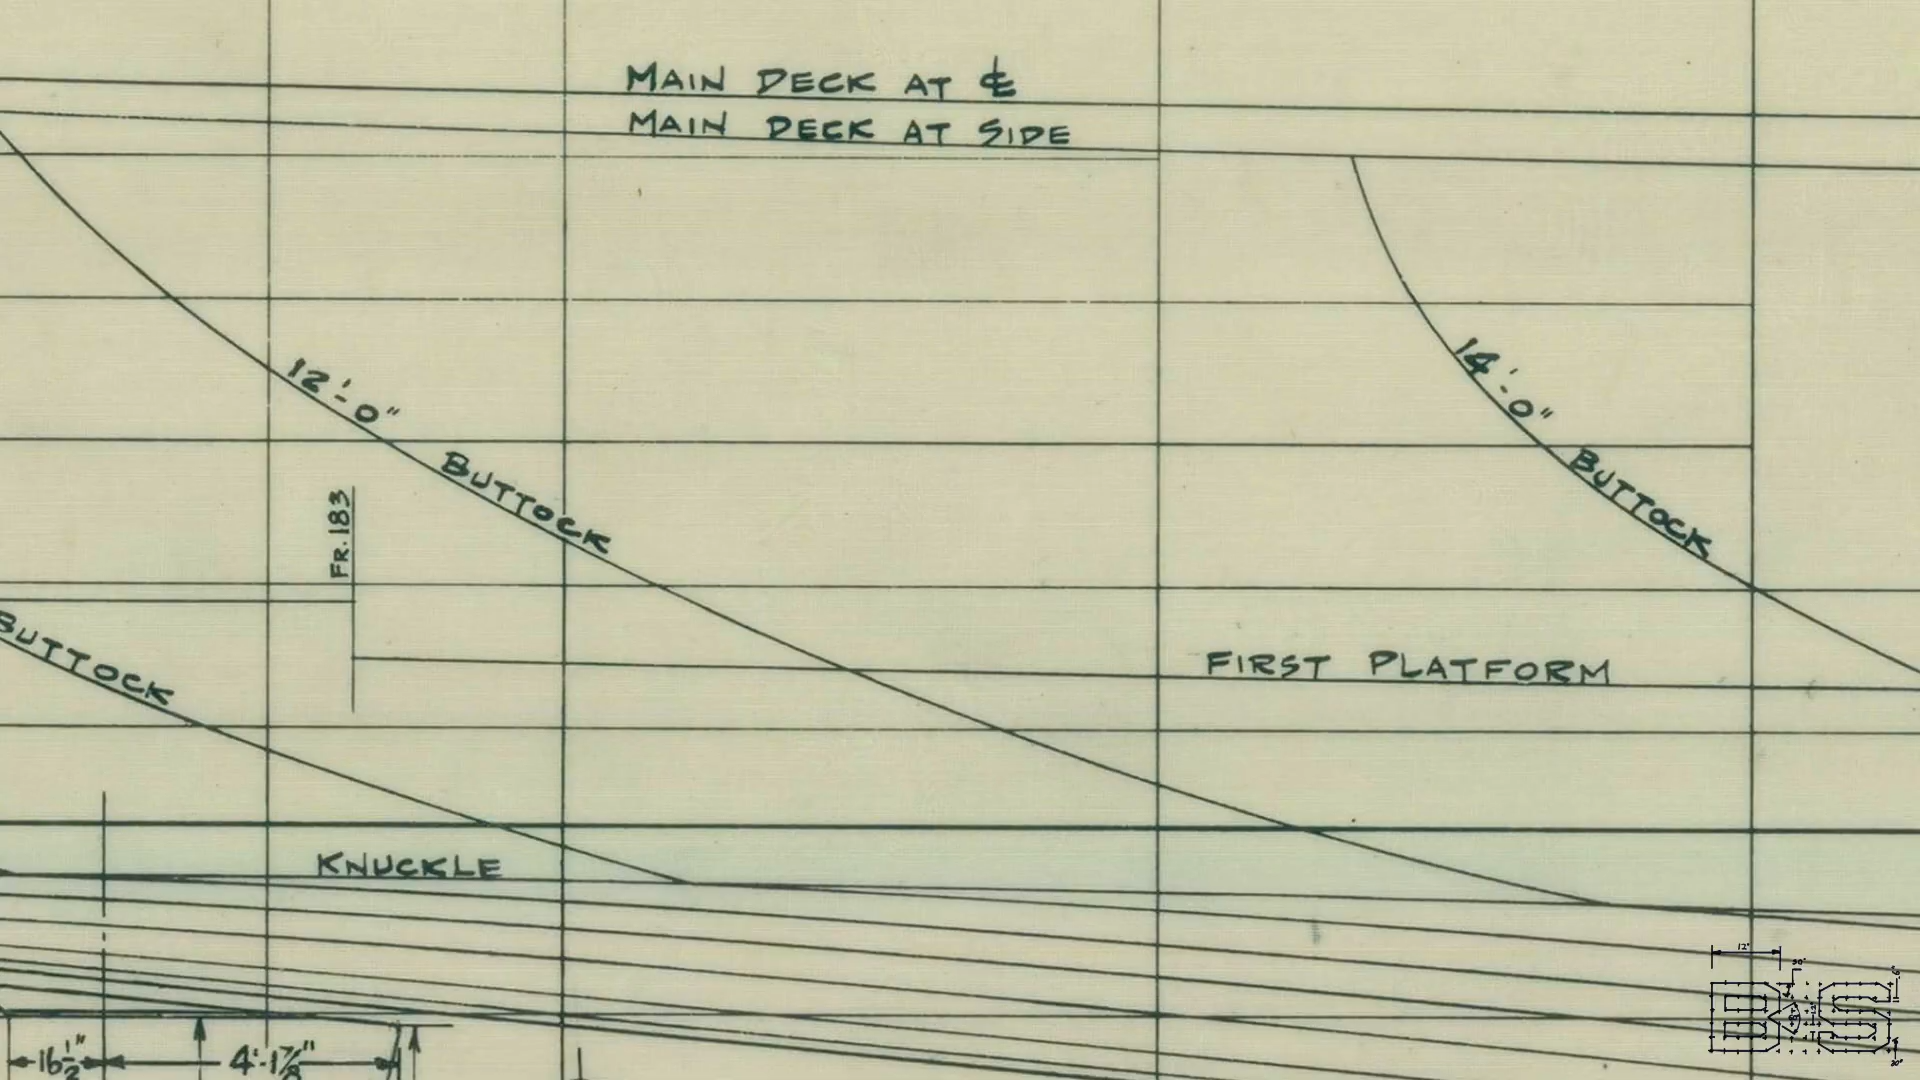 MAIN DECK AT ℄
MAIN DECK AT SIDE
12'-0" BUTTOCK
14'-0" BUTTOCK
FR. 183
BUTTOCK
FIRST PLATFORM
KNUCKLE
16½"
4'-1⅞"
12"